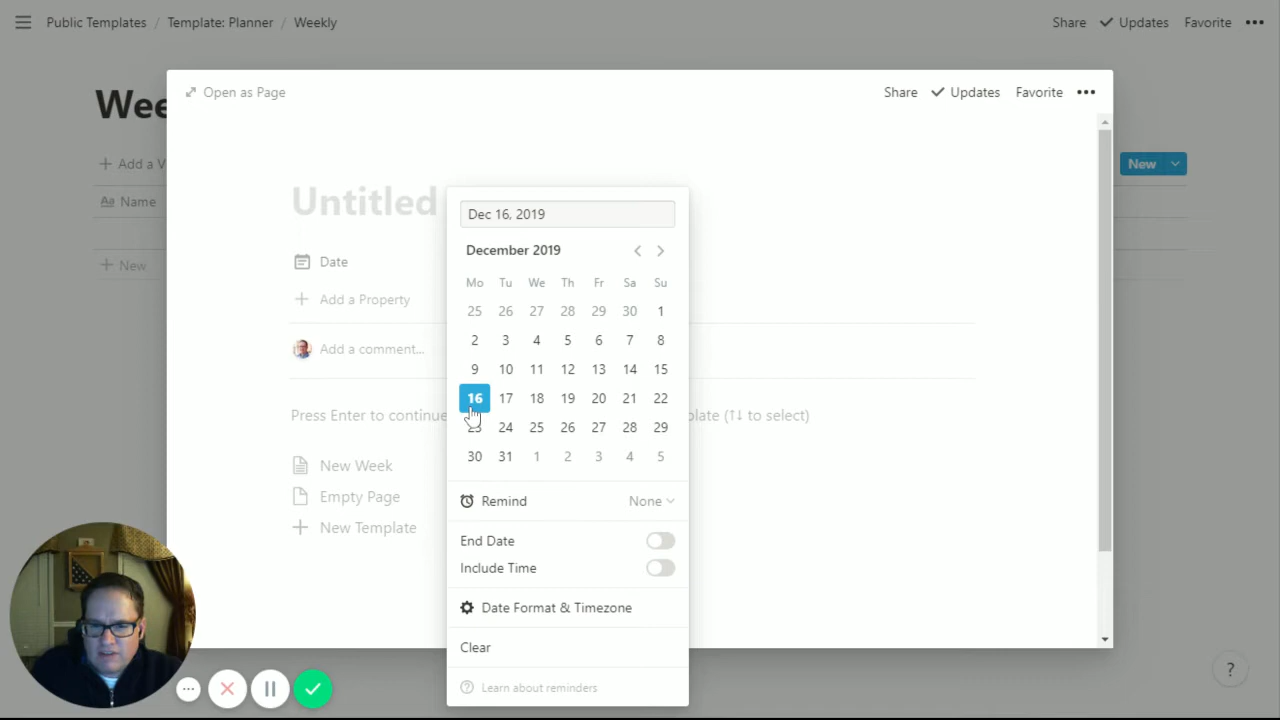 Public Templates / Template: Planner / Weekly
Share Updates Favorite
Open as Page
Share Updates Favorite
Wee
Add a V
New
Aa Name
Untitled
Dec 16, 2019
December 2019
Mo Tu We Th Fr Sa Su
25 26 27 28 29 30 1
2 3 4 5 6 7 8
9 10 11 12 13 14 15
16 17 18 19 20 21 22
23 24 25 26 27 28 29
30 31 1 2 3 4 5
Date
+ New
Add a Property
Add a comment...
Press Enter to continue
plate (↑↓ to select)
New Week
Empty Page
New Template
Remind None
End Date
Include Time
Date Format & Timezone
Clear
Learn about reminders
?